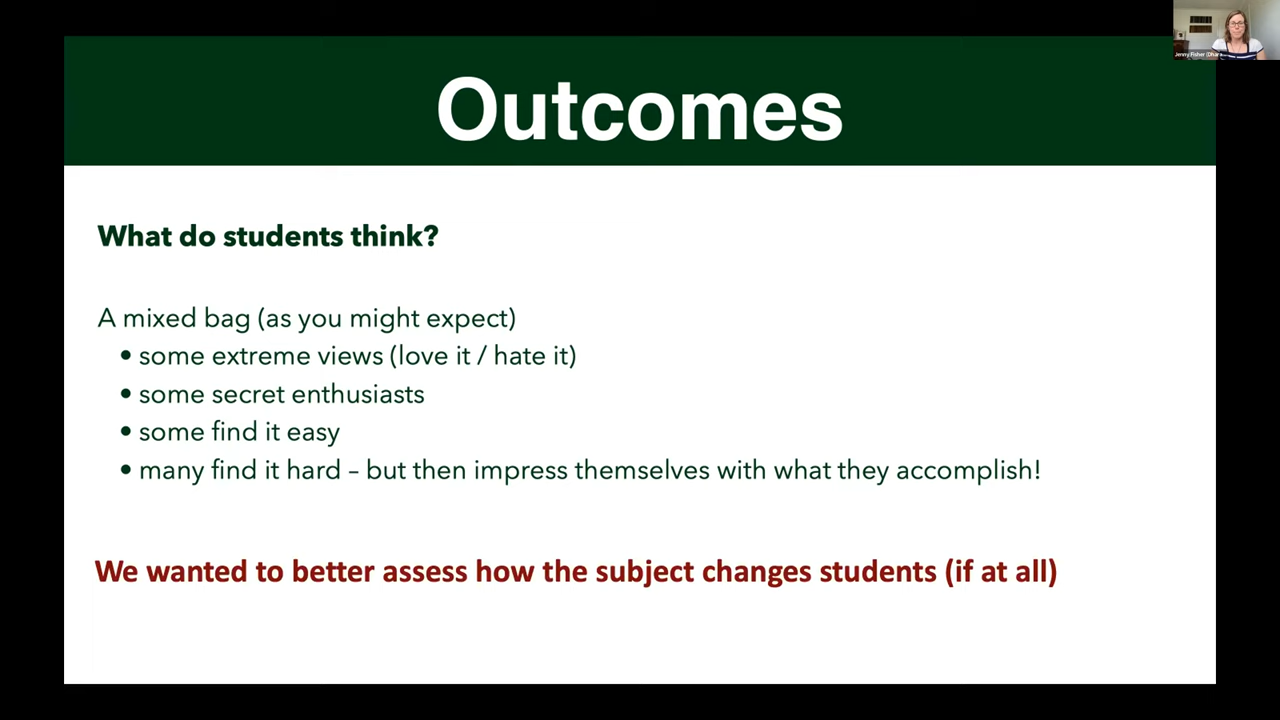 Outcomes
What do students think?
A mixed bag (as you might expect)
• some extreme views (love it / hate it)
• some secret enthusiasts
• some find it easy
• many find it hard – but then impress themselves with what they accomplish!
We wanted to better assess how the subject changes students (if at all)
Jenny Fisher